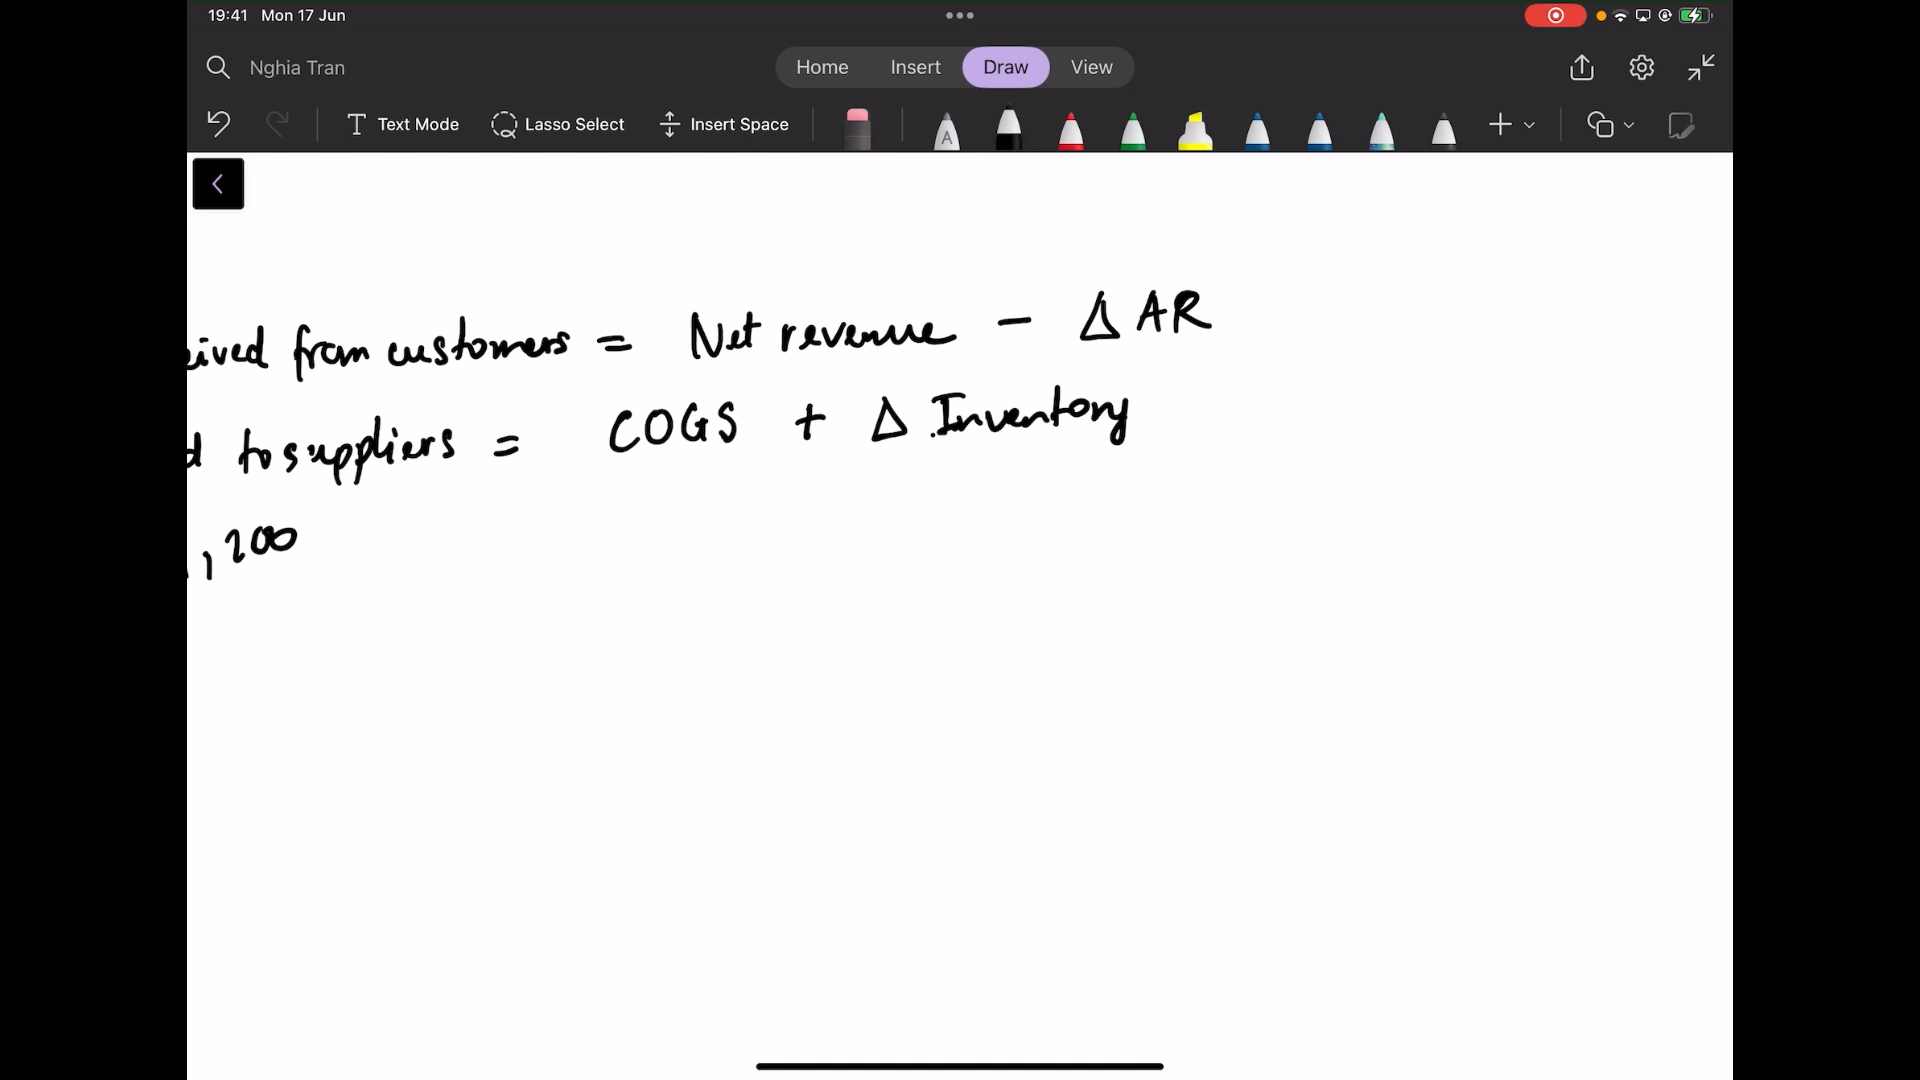 19:41 Mon 17 Jun
Nghia Tran
Home Insert Draw View
Text Mode Lasso Select Insert Space A
ived from customers = Net revenue - Δ AR
d to suppliers = COGS + Δ Inventory
,200